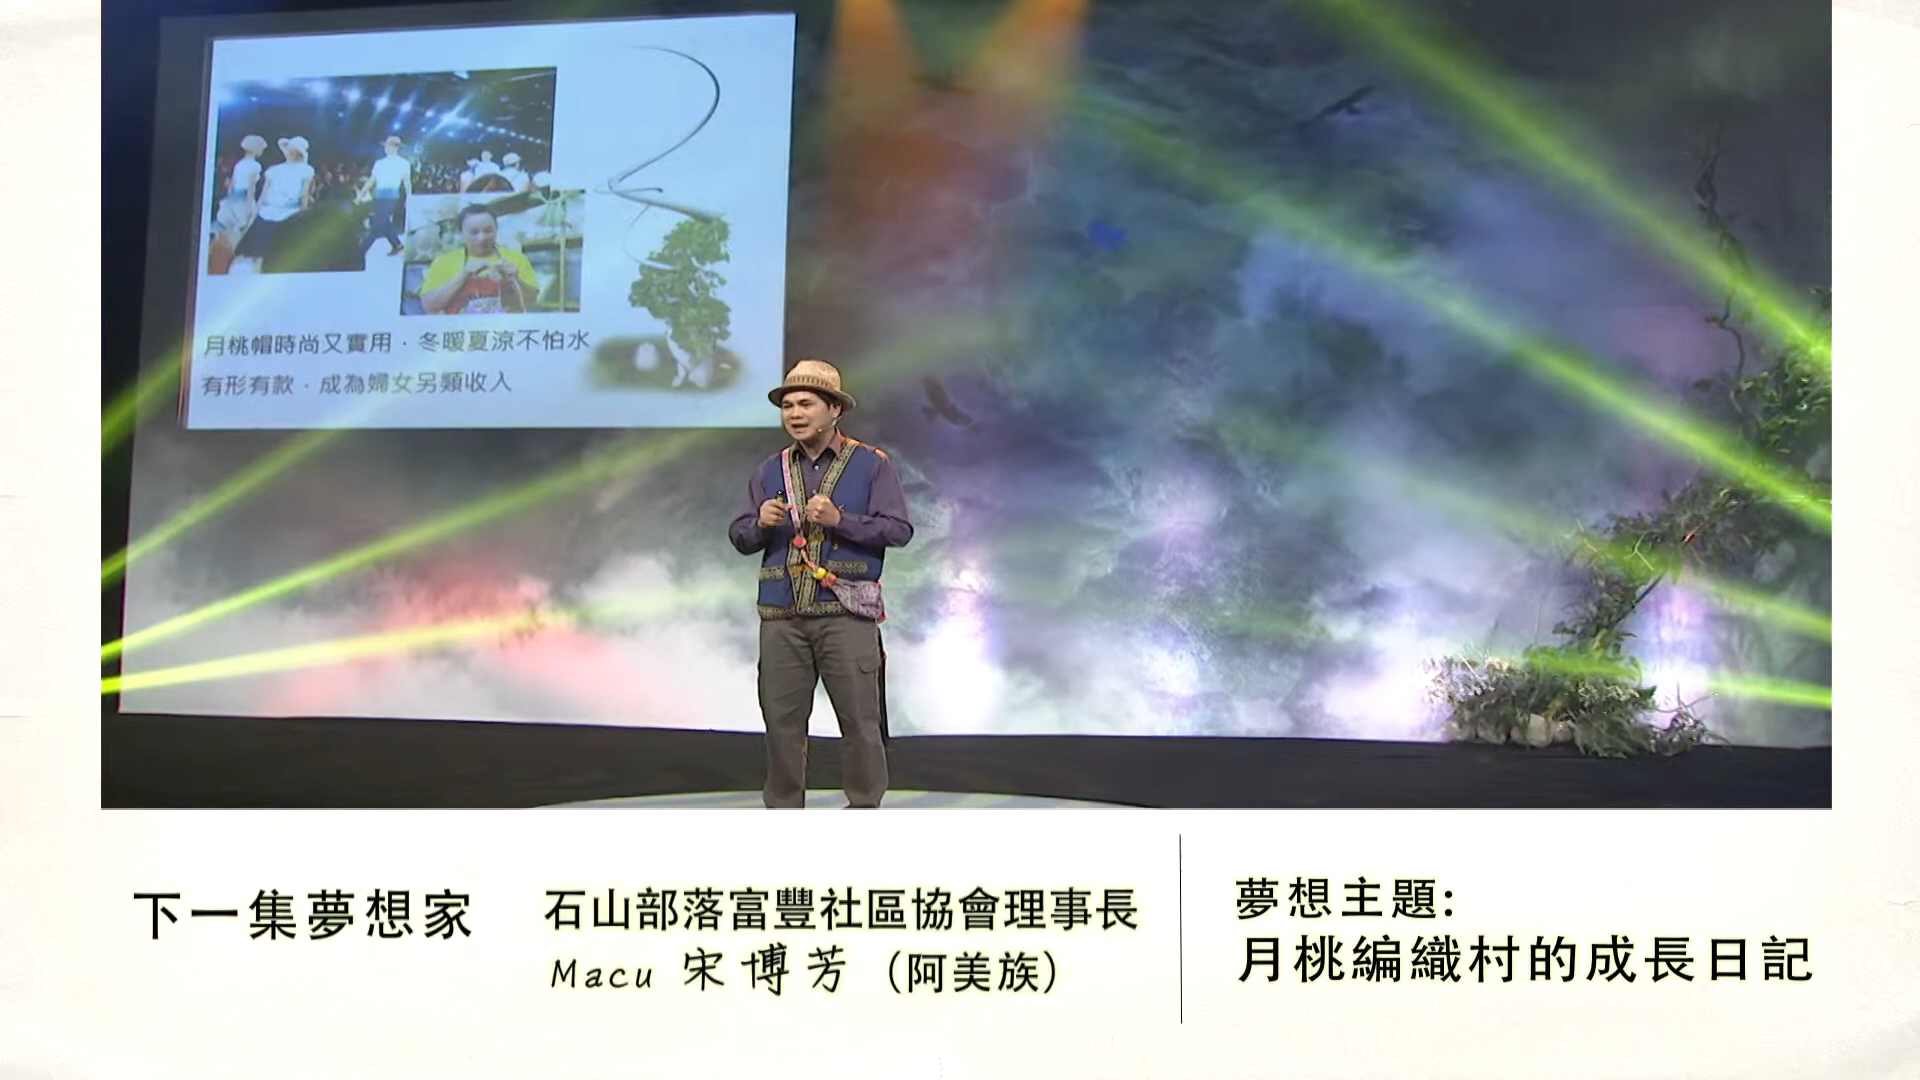 月桃帽時尚又實用．冬暖夏涼不怕水
有形有款．成為婦女另類收入
下一集夢想家
石山部落富豐社區協會理事長
Macu 宋博芳 (阿美族)
夢想主題:
月桃編織村的成長日記